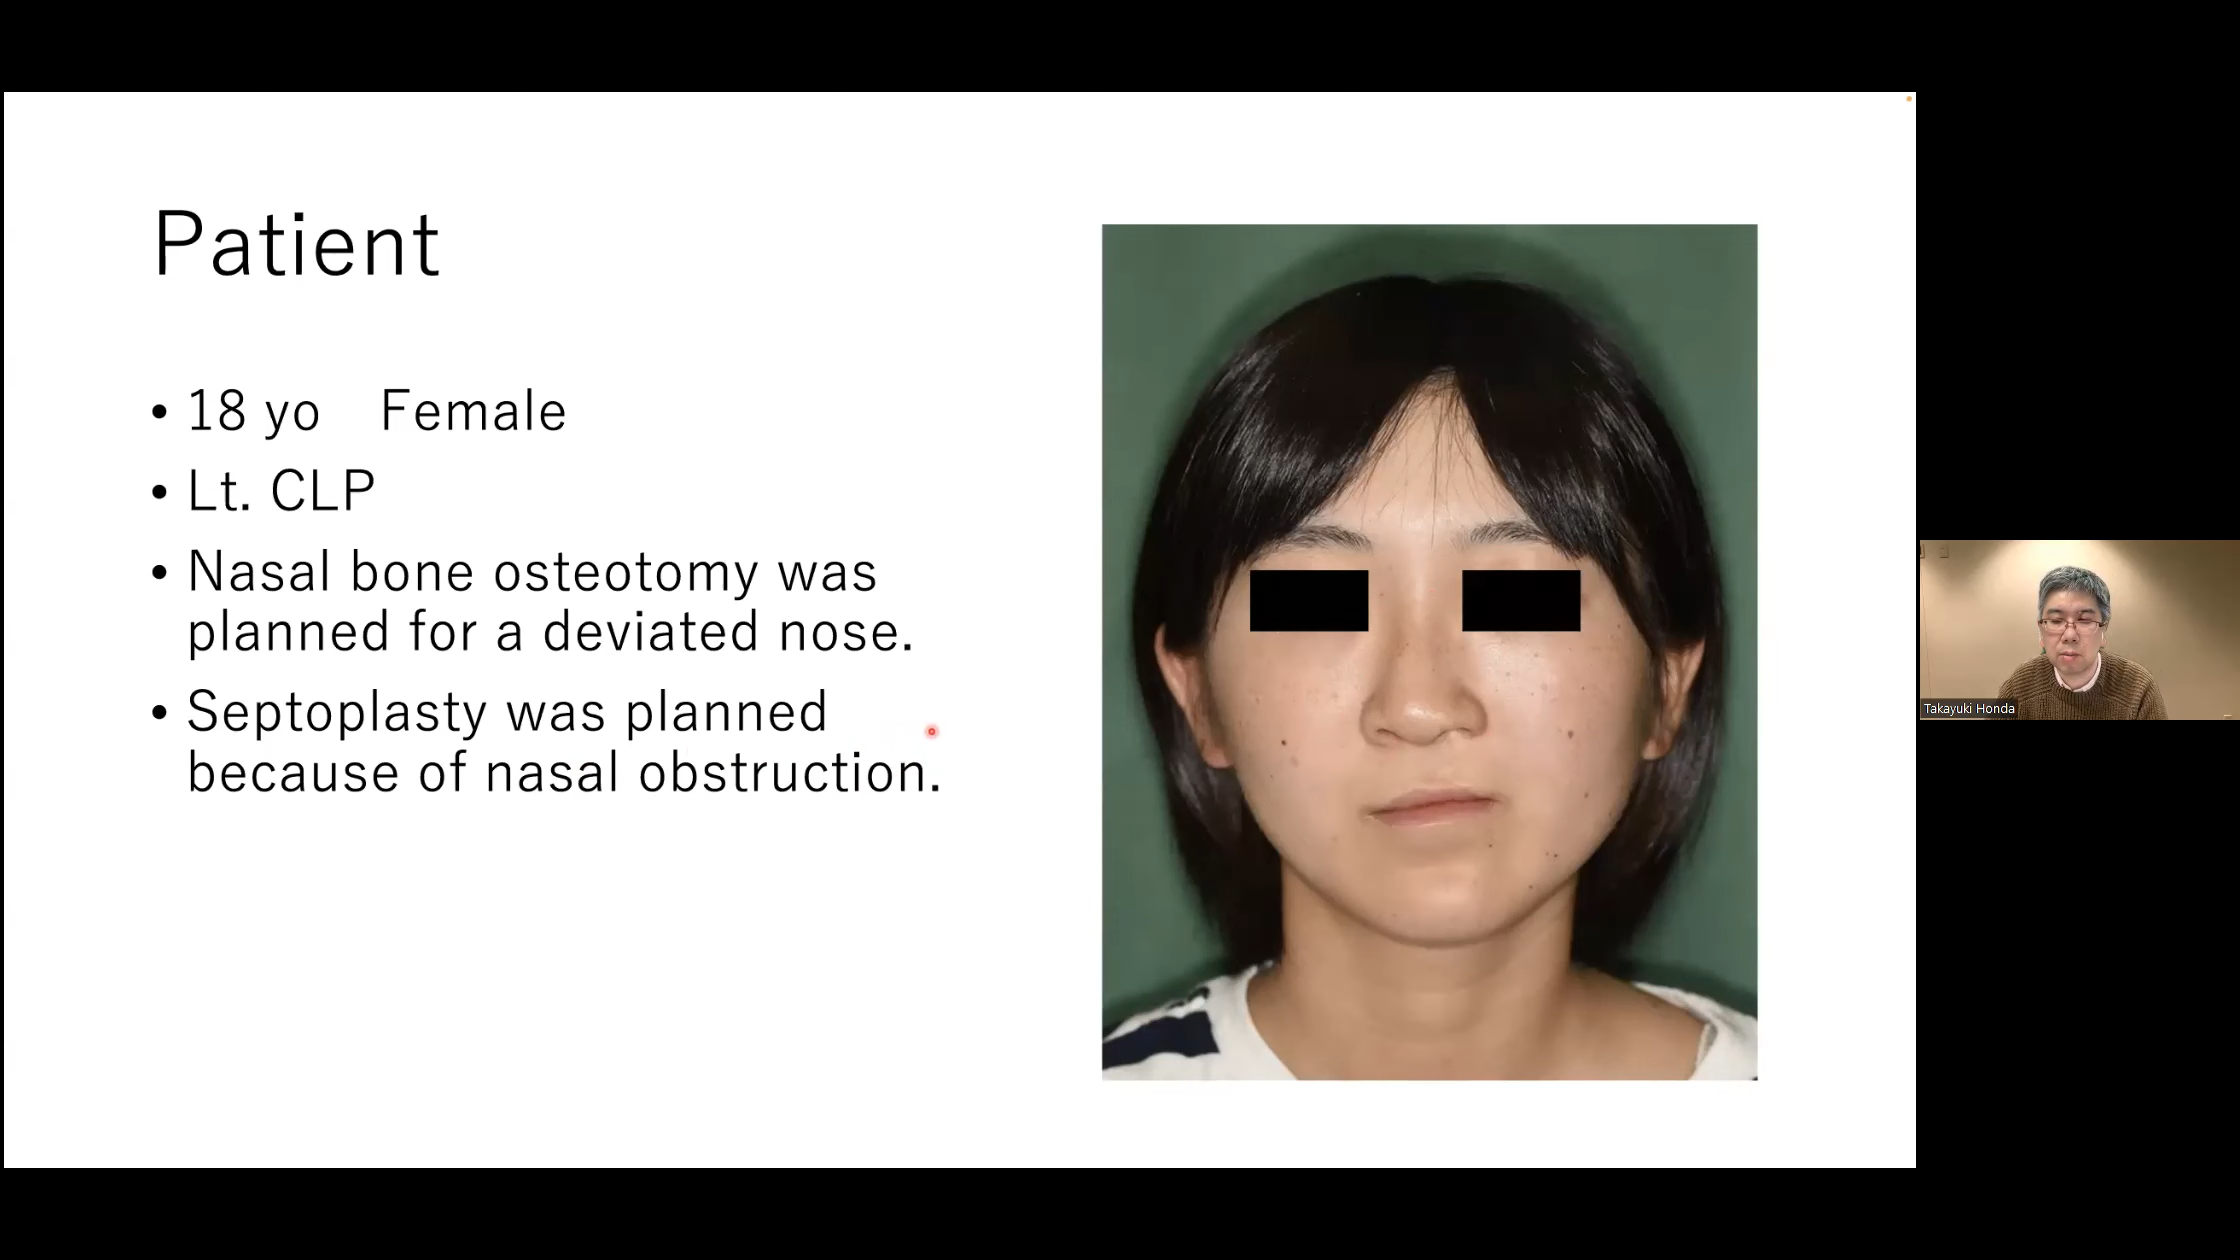 Patient
• 18 yo　Female
• Lt. CLP
• Nasal bone osteotomy was
planned for a deviated nose.
• Septoplasty was planned
because of nasal obstruction.
Takayuki Honda